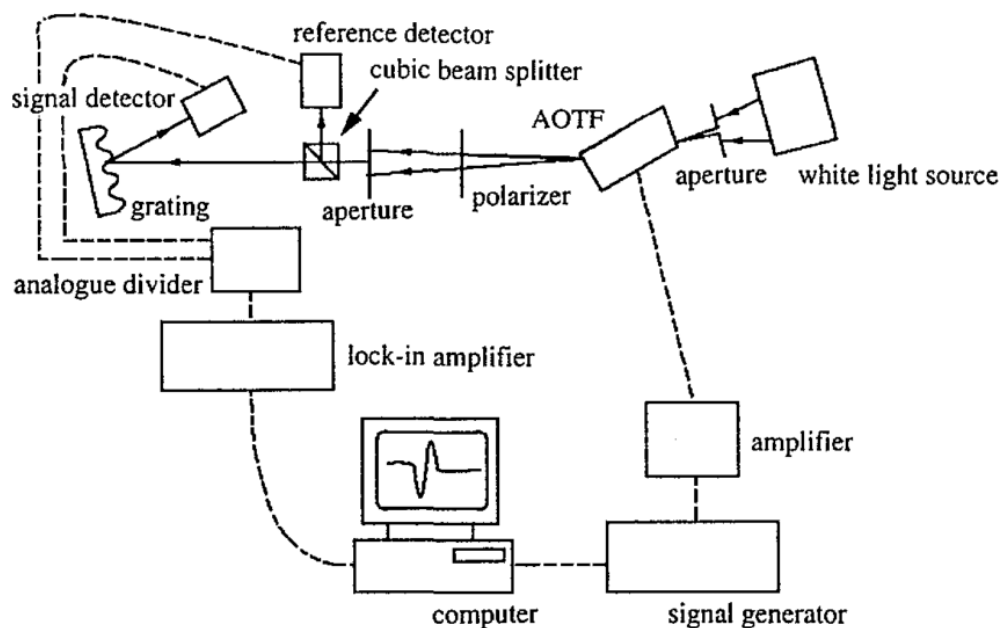 reference detector
cubic beam splitter
signal detector
AOTF
aperture
white light source
polarizer
aperture
grating
analogue divider
lock-in amplifier
amplifier
computer
signal generator